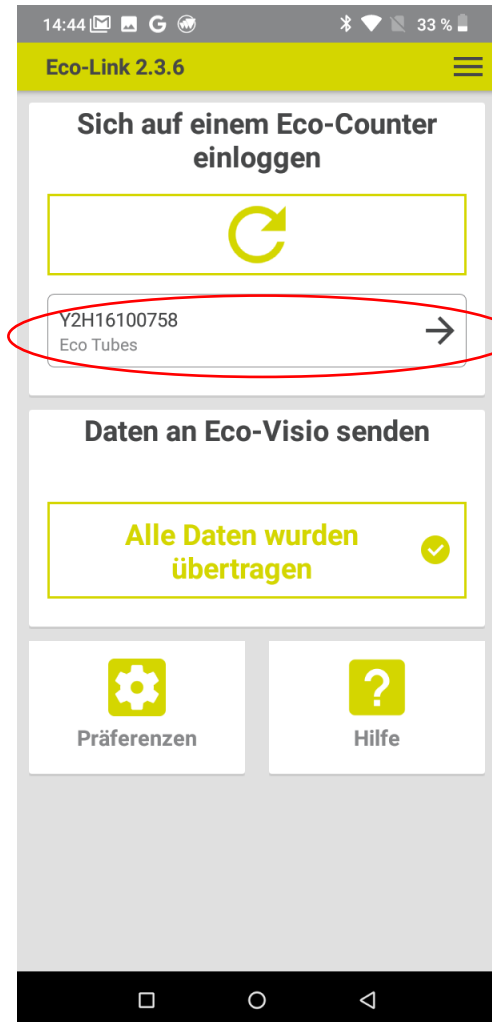 14:44 33 %
Eco-Link 2.3.6
Sich auf einem Eco-Counter
einloggen
Y2H16100758
Eco Tubes
Daten an Eco-Visio senden
Alle Daten wurden
übertragen
Präferenzen Hilfe